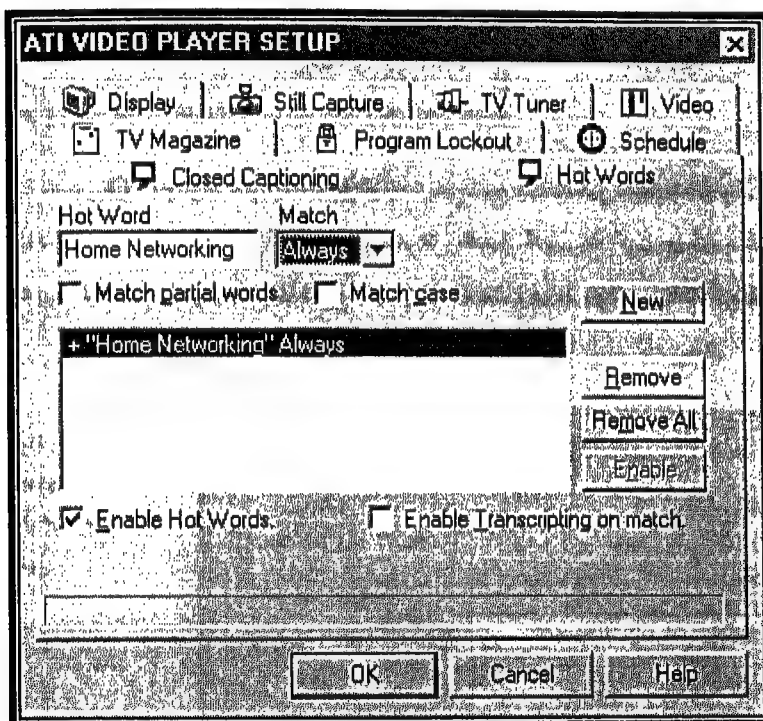 ATI VIDEO PLAYER SETUP
Display Still Capture TV Tuner Video
TV Magazine Program Lockout Schedule
Closed Captioning Hot Words
Hot Word Match
Home Networking Always
Match partial words Match case
New
+ "Home Networking" Always
Remove
Remove All
Enable
Enable Hot Words. Enable Transcripting on match.
OK Cancel Help